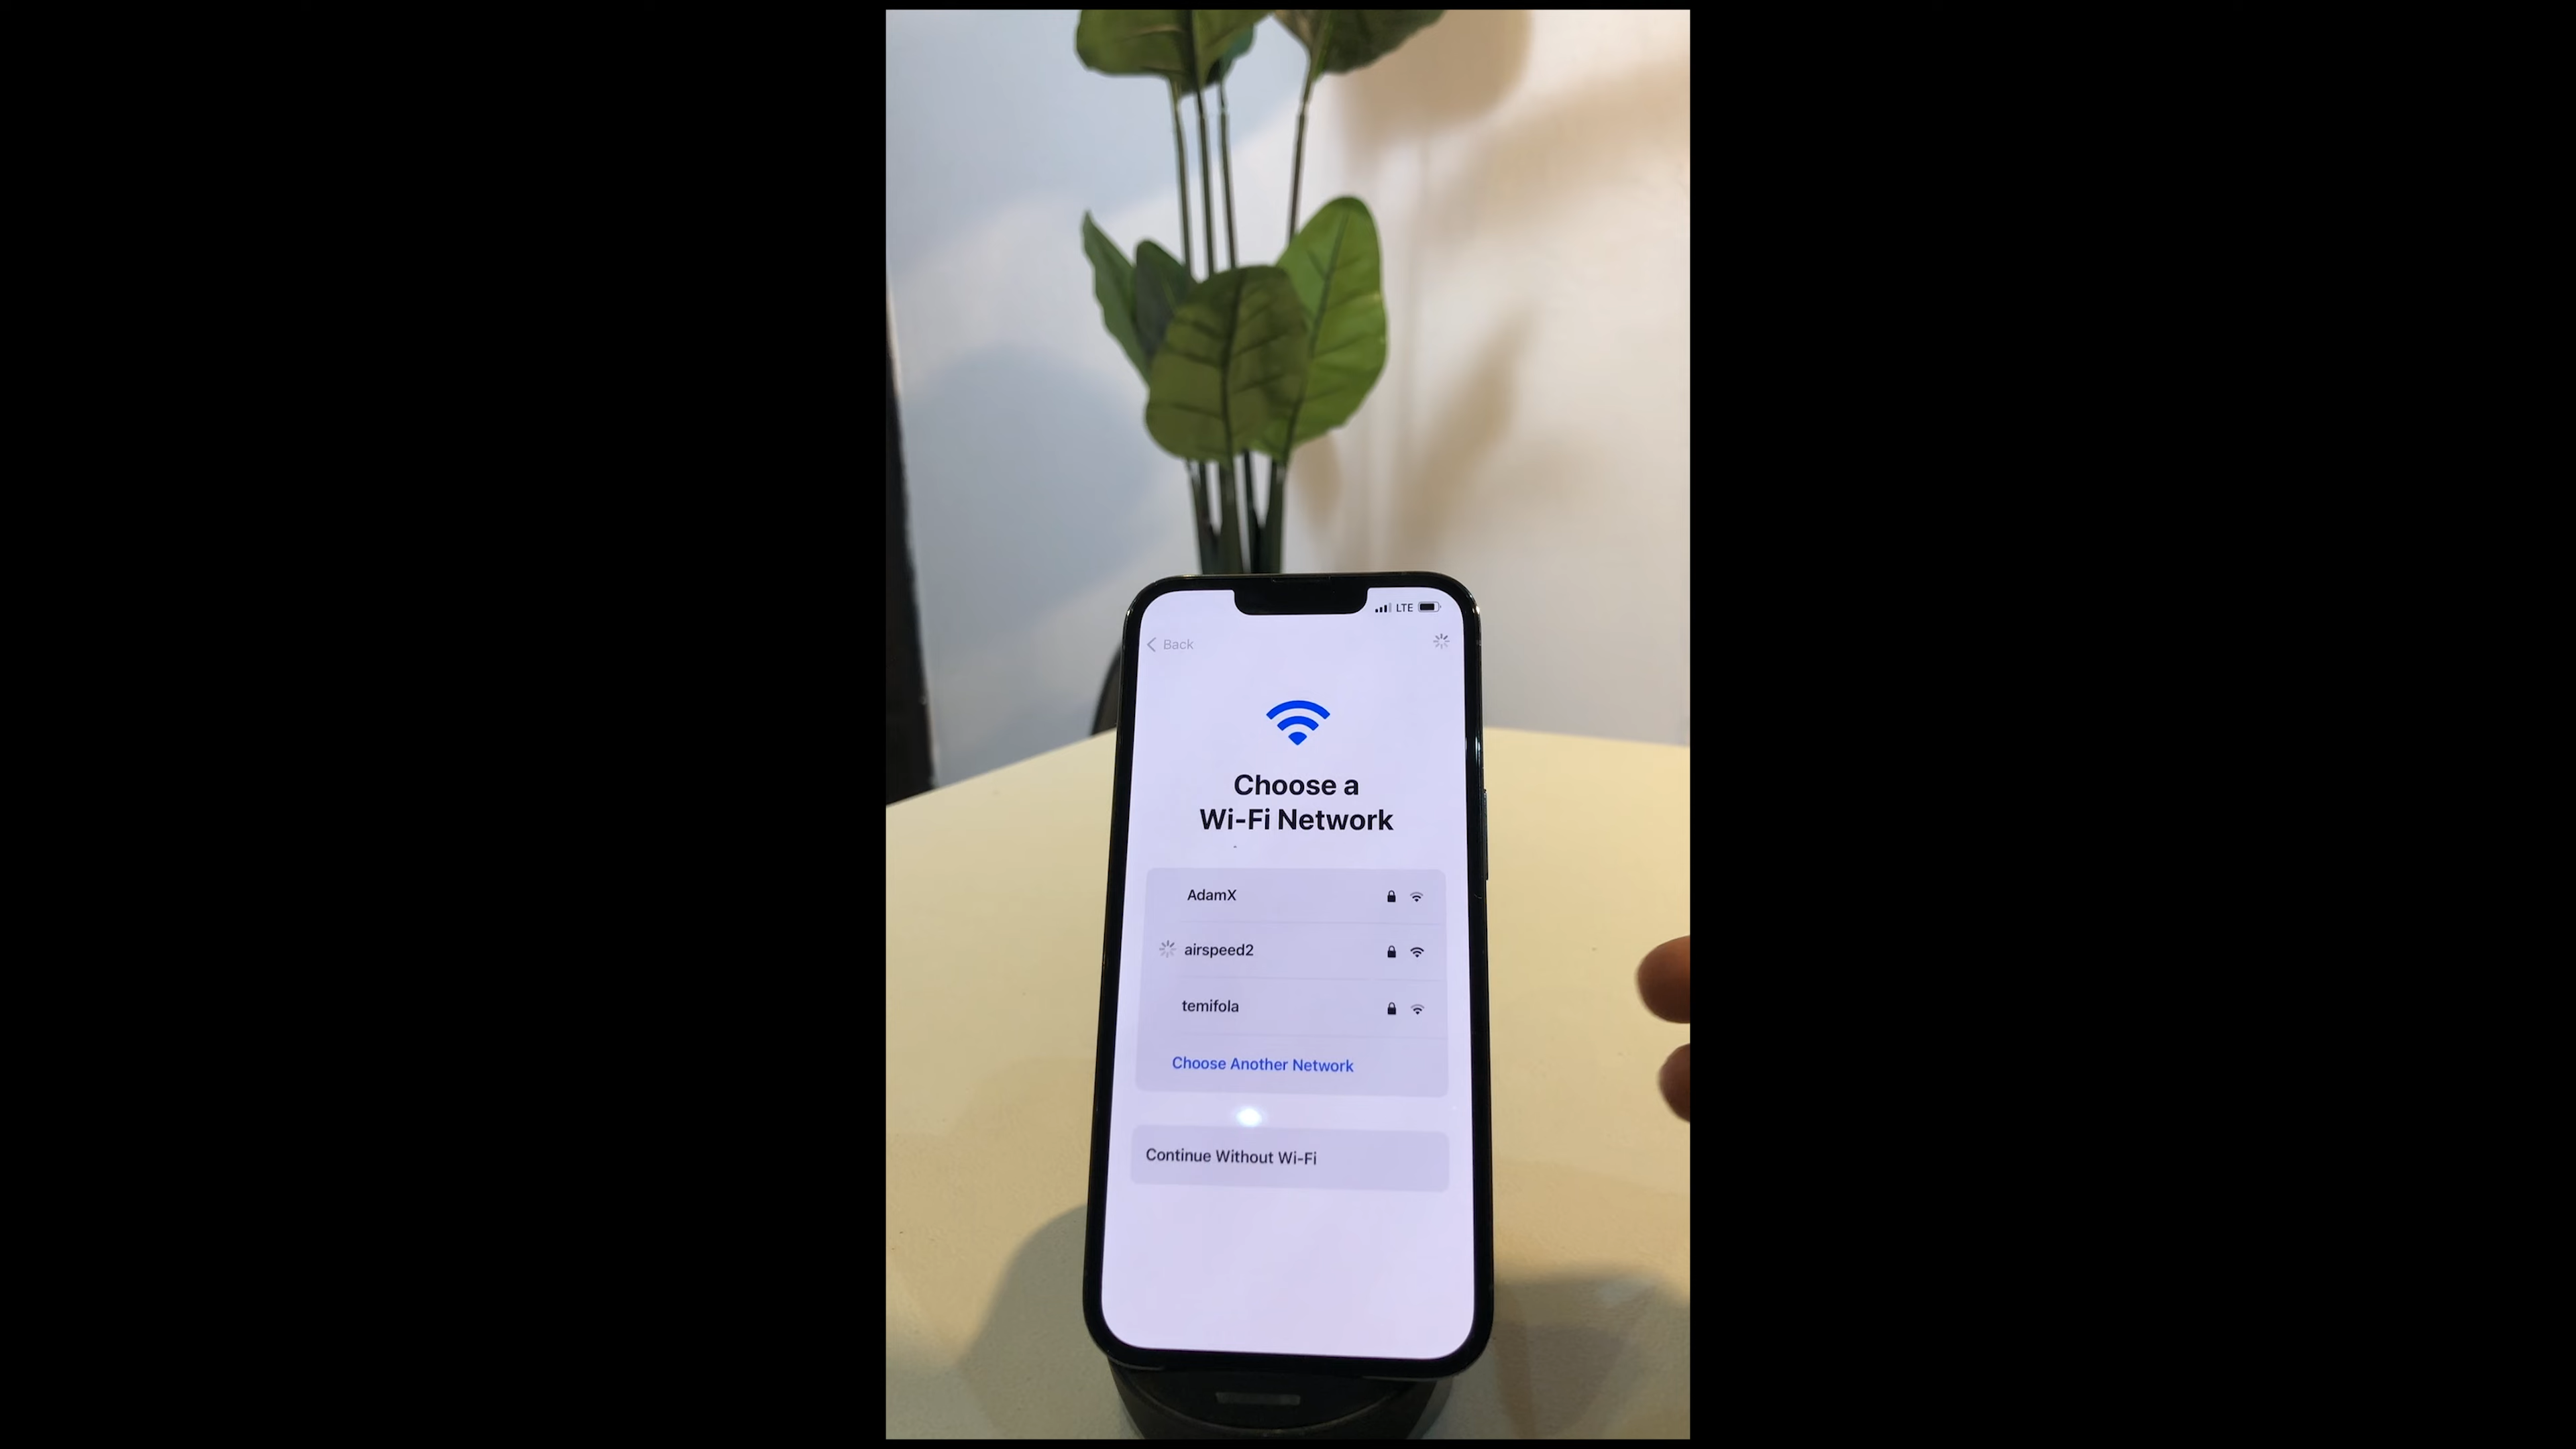 LTE
Back
Choose a
Wi-Fi Network
AdamX
airspeed2
temifola
Choose Another Network
Continue Without Wi-Fi